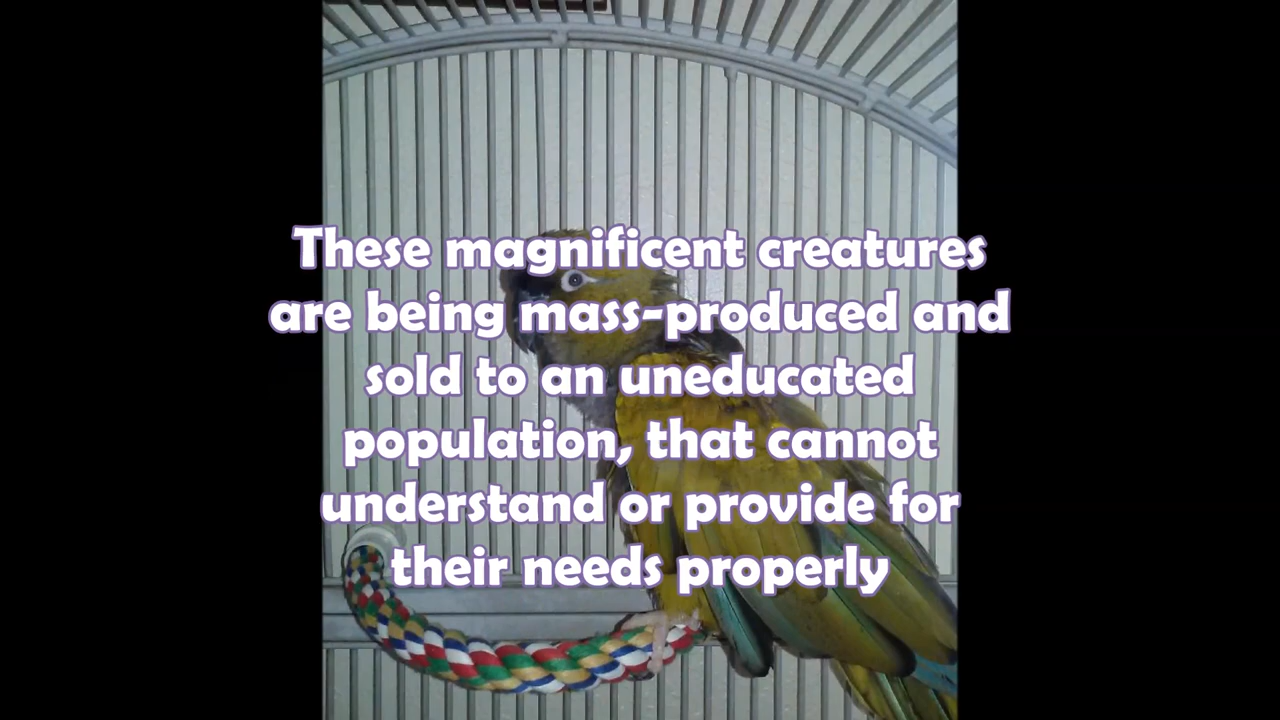 These magnificent creatures
are being mass-produced and
sold to an uneducated
population, that cannot
understand or provide for
their needs properly